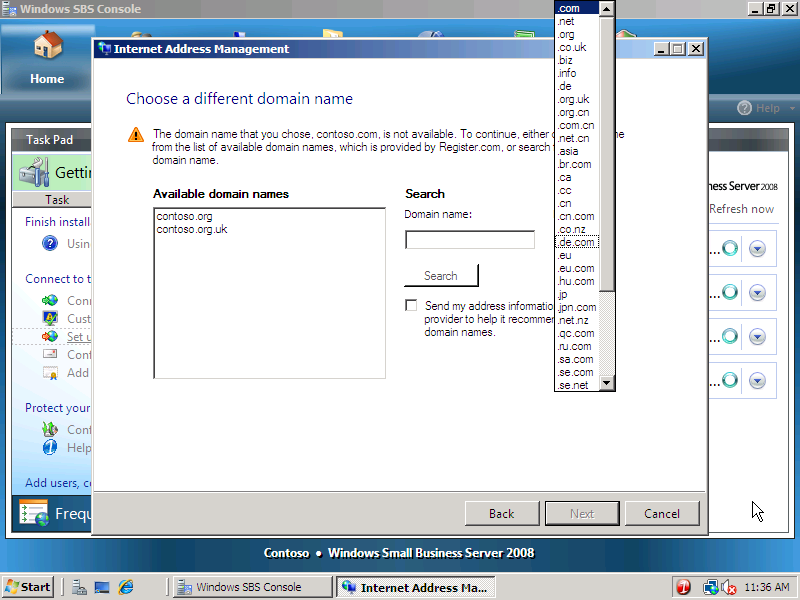 Windows SBS Console
Home
Help
Internet Address Management
Choose a different domain name
The domain name that you chose, contoso.com, is not available. To continue, either
from the list of available domain names, which is provided by Register.com, or search
domain name.
Available domain names
contoso.org
contoso.org.uk
Search
Domain name:
Search
Send my address information
provider to help it recommen
domain names.
.com
.net
.org
.co.uk
.biz
.info
.de
.org.uk
.org.cn
.com.cn
.net.cn
.asia
.br.com
.ca
.cc
.cn
.cn.com
.co.nz
.de.com
.eu
.eu.com
.hu.com
.jp
.jpn.com
.net.nz
.qc.com
.ru.com
.sa.com
.se.com
.se.net
Back
Next
Cancel
Task Pad
Gettin
Task
Finish install
Usin
Connect to t
Conn
Cust
Set u
Conf
Add
Protect your
Conf
Help
Add users, c
Frequ
ness Server 2008
Refresh now
...
...
...
...
Contoso • Windows Small Business Server 2008
Start
Windows SBS Console
Internet Address Ma...
11:36 AM